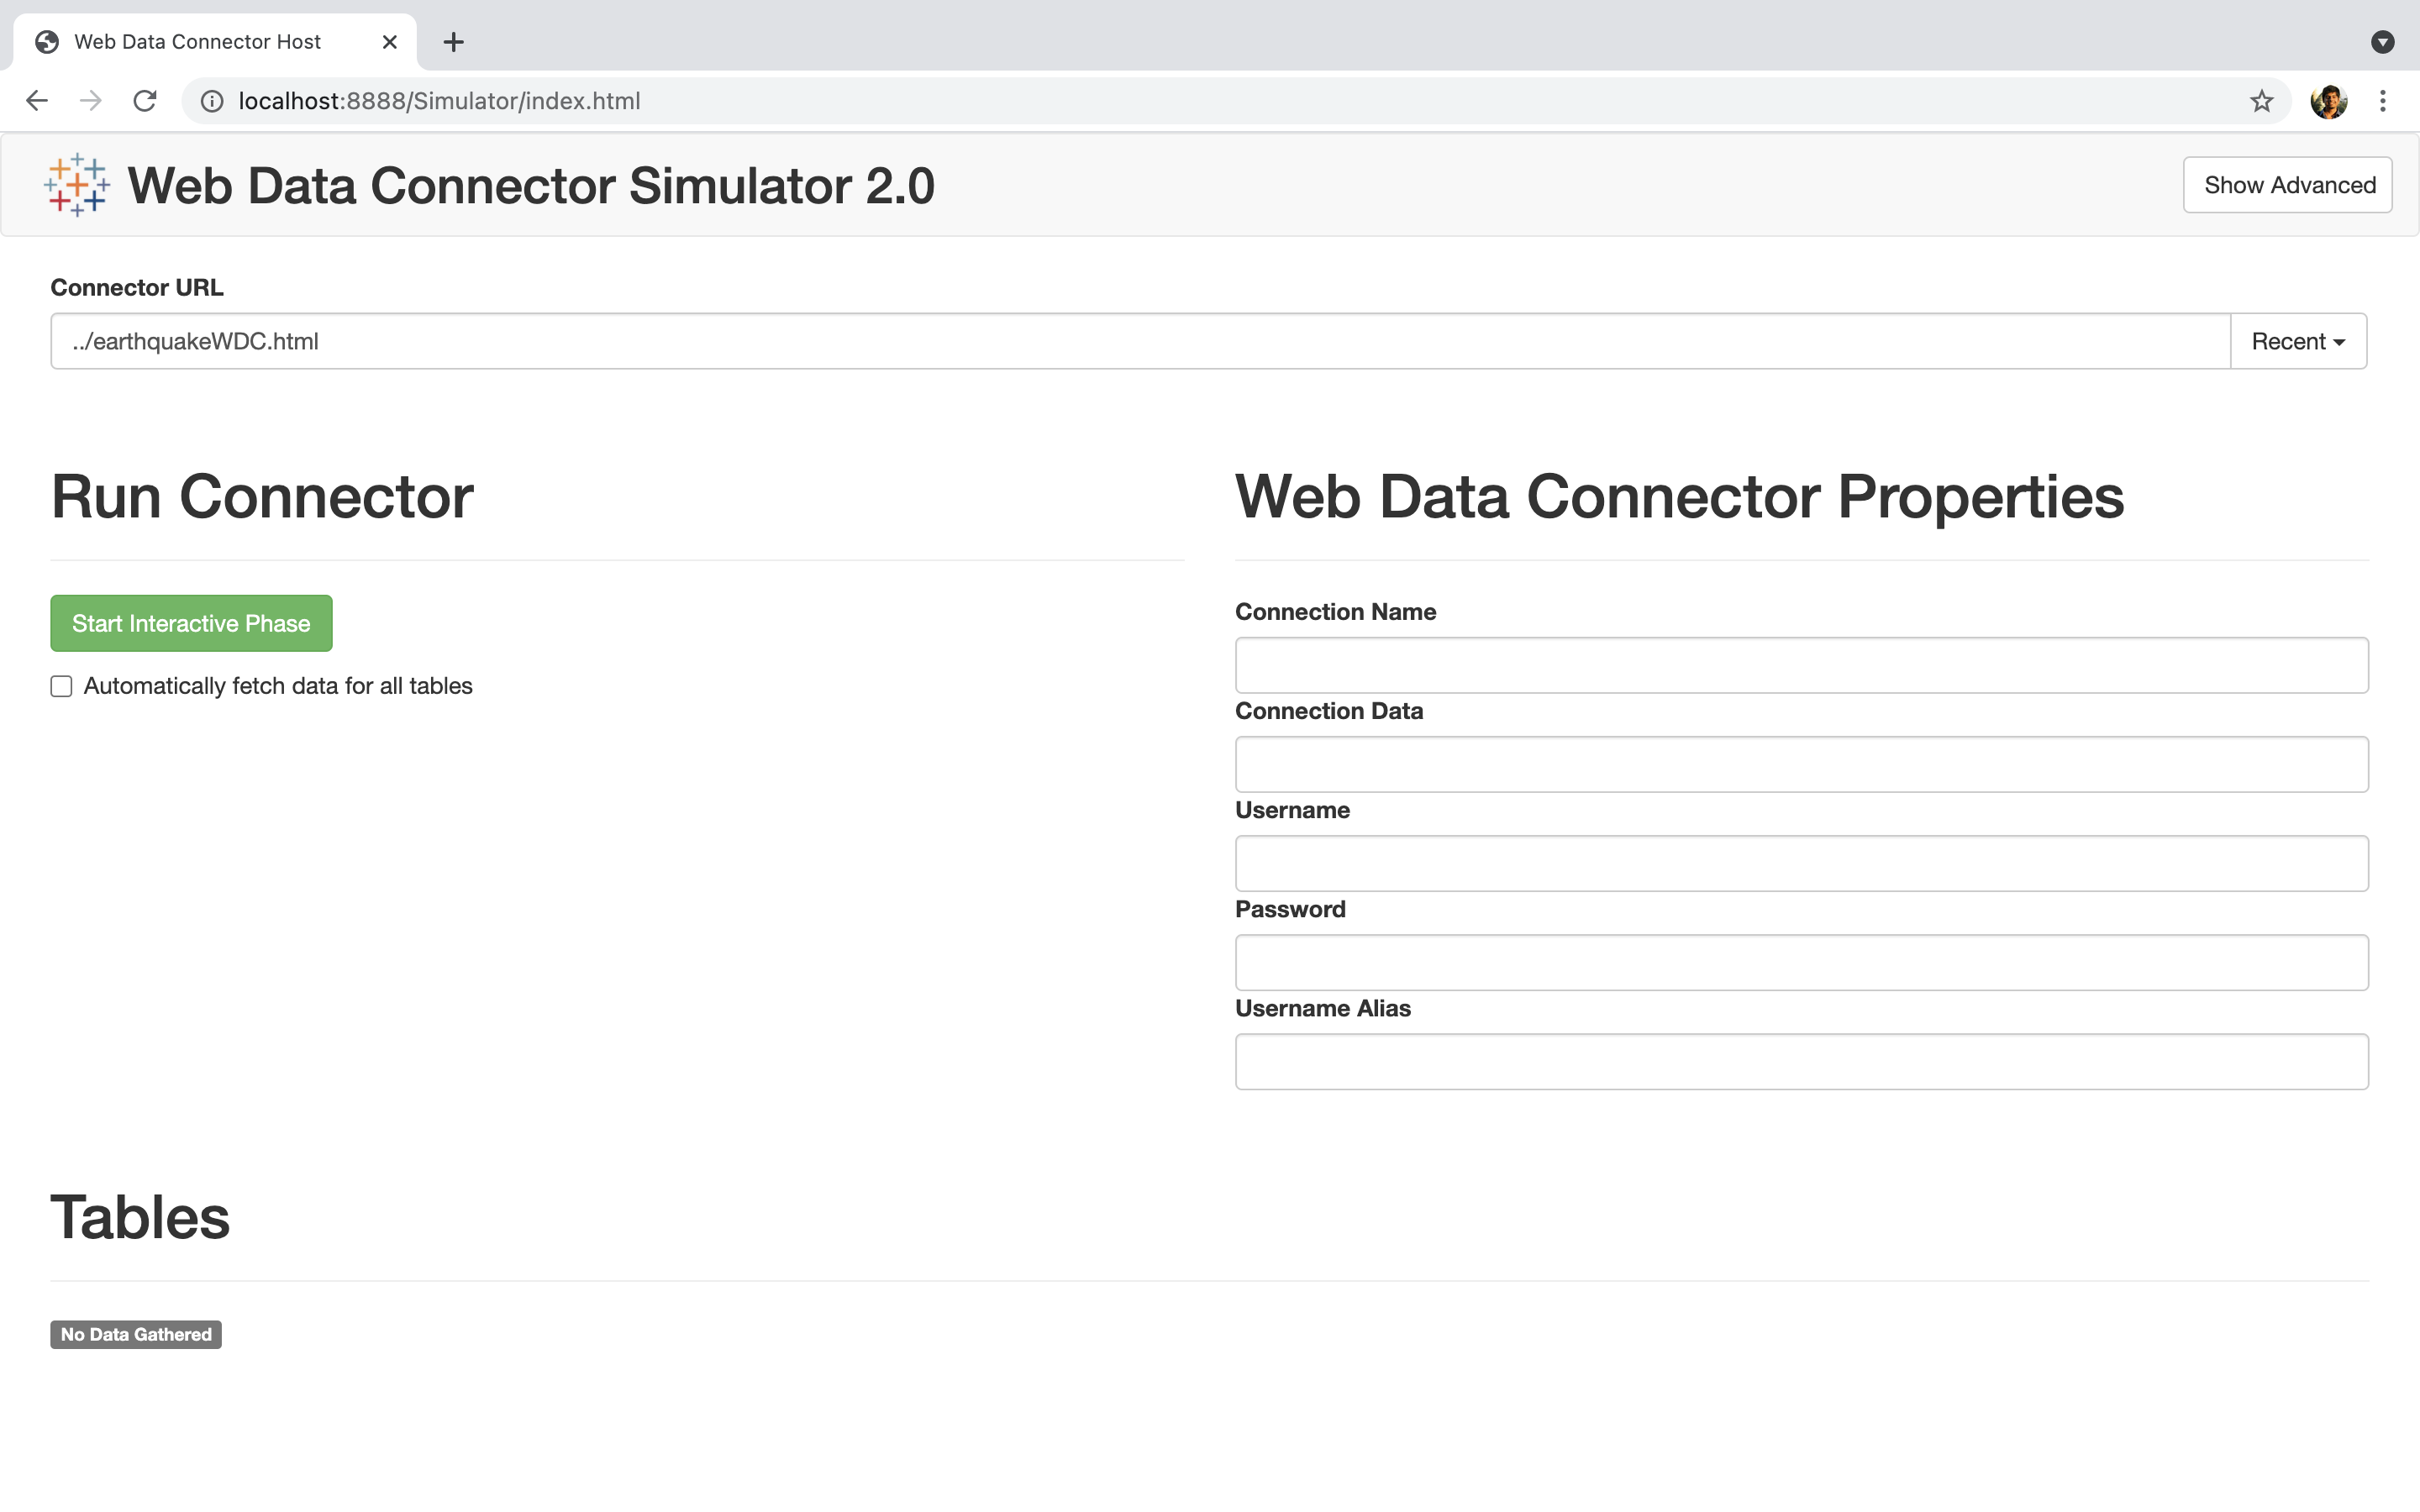 Web Data Connector Host
localhost:8888/Simulator/index.html
Web Data Connector Simulator 2.0
Show Advanced
Connector URL
../earthquakeWDC.html
Recent
Run Connector
Start Interactive Phase
Automatically fetch data for all tables
Web Data Connector Properties
Connection Name
Connection Data
Username
Password
Username Alias
Tables
No Data Gathered